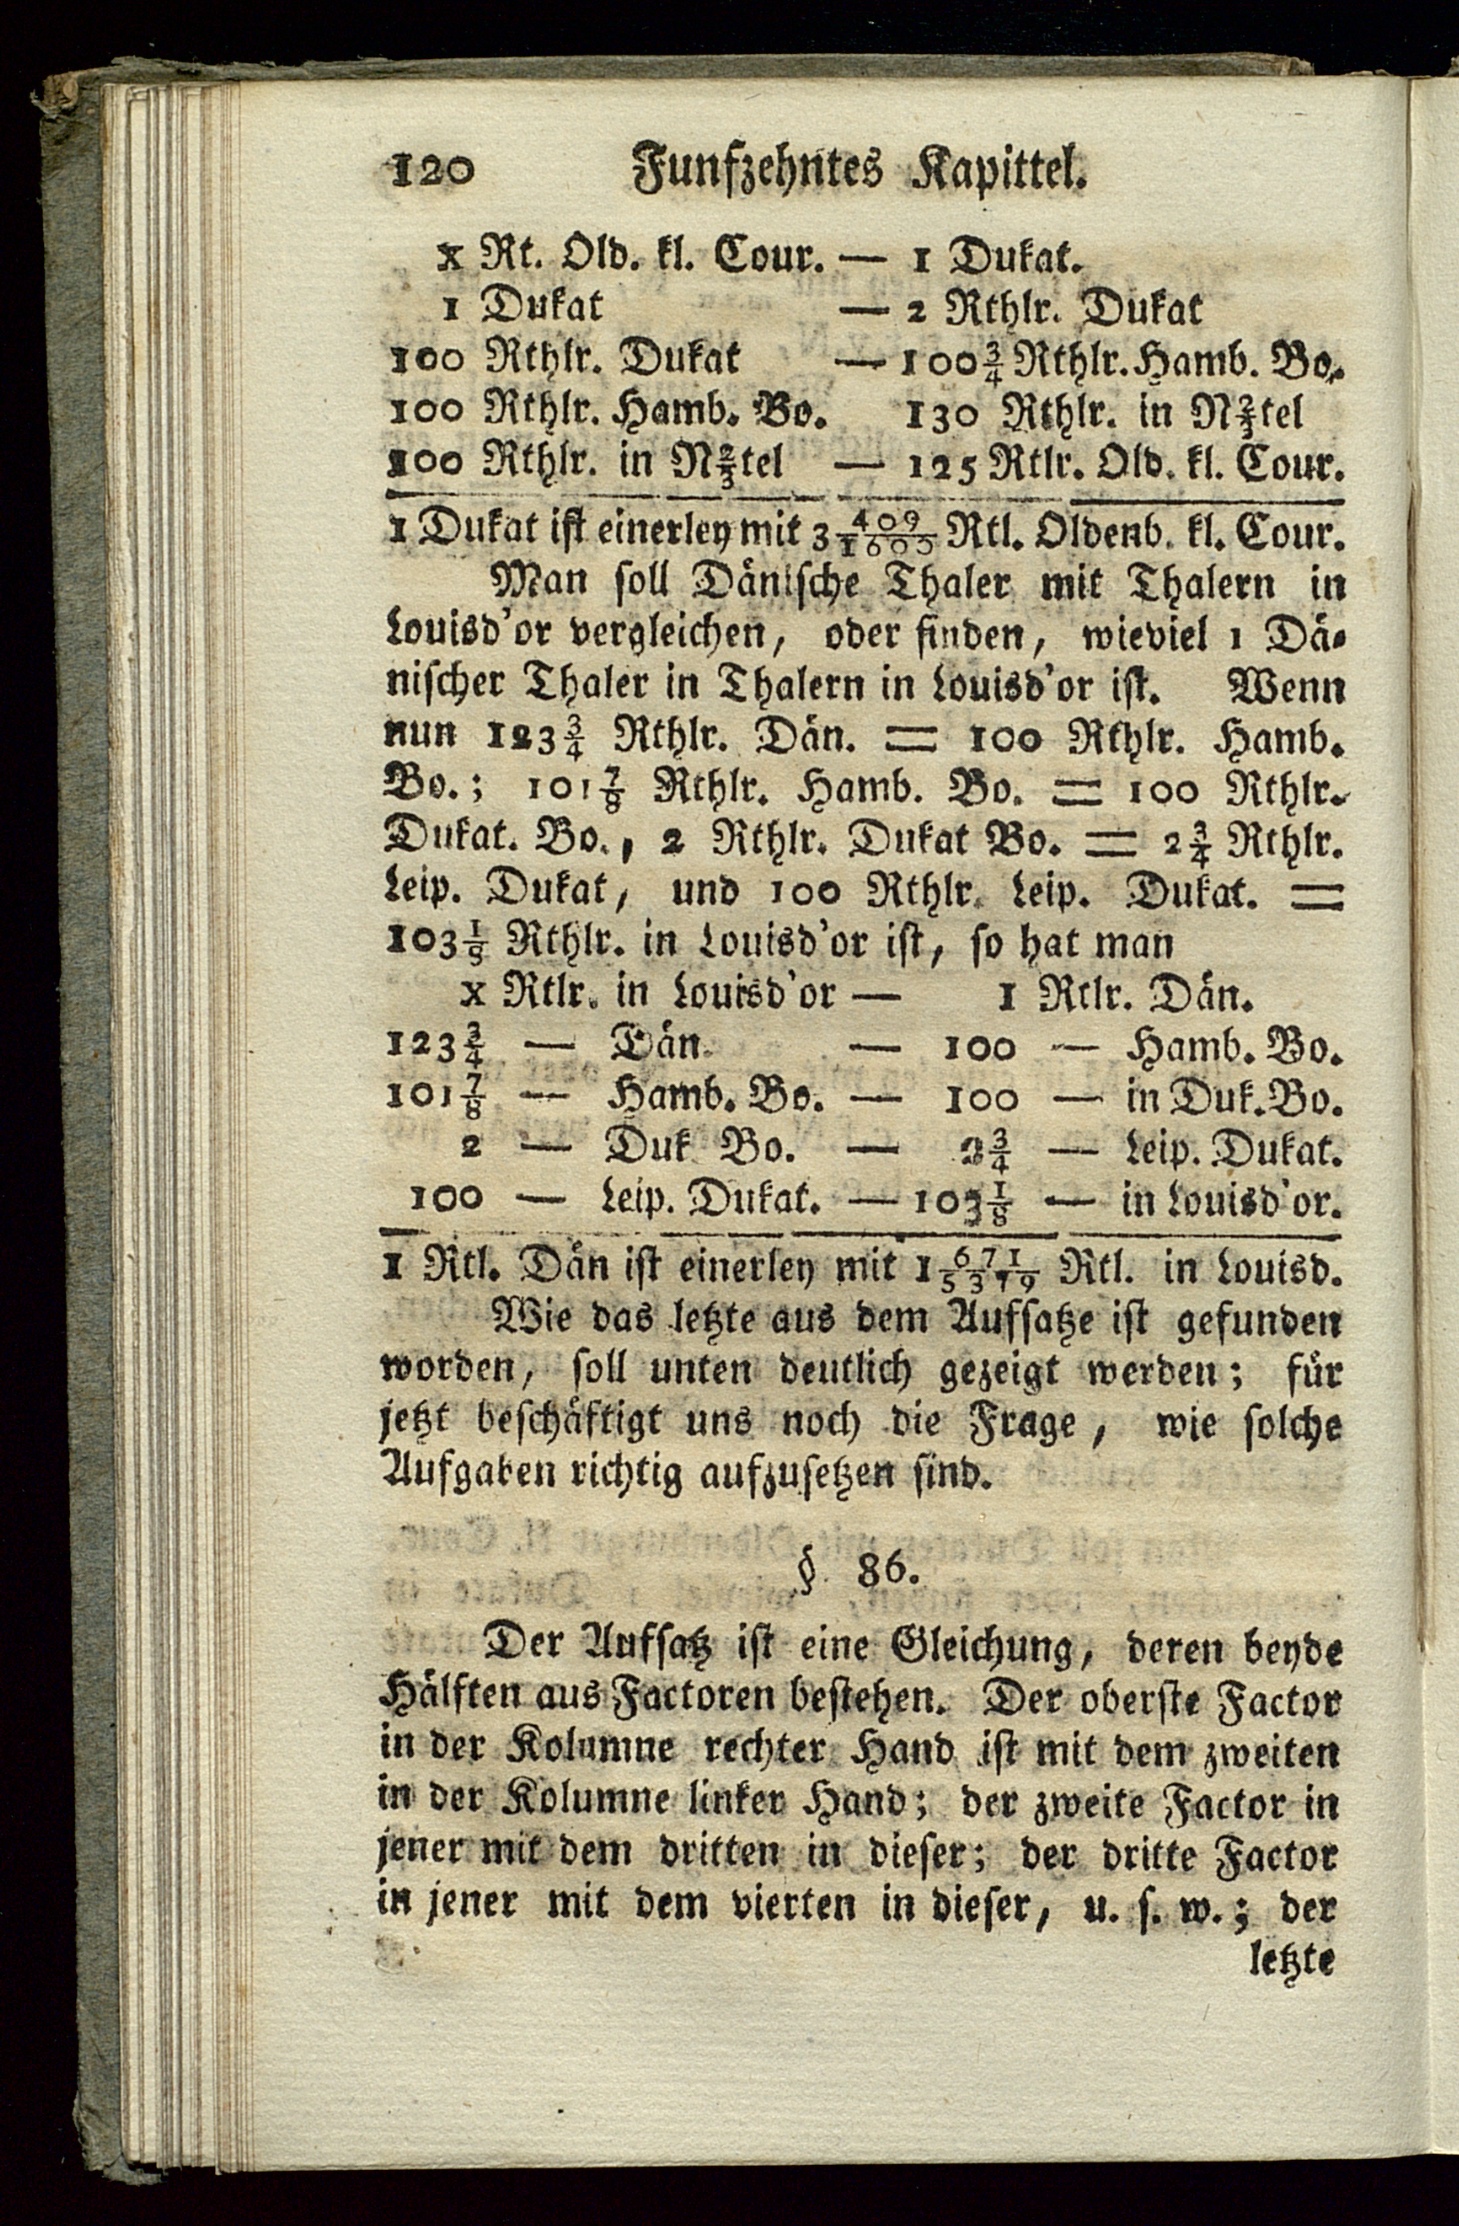 120 Funfzehntes Kapittel.
x Rt. Old. kl. Cour. — 1 Dukat.
1 Dukat — 2 Rthlr. Dukat
100 Rthlr. Dukat — 100¾ Rthlr. Hamb. Bo.
100 Rthlr. Hamb. Bo. 130 Rthlr. in N⅔tel
100 Rthlr. in N⅔tel — 125 Rtlr. Old. kl. Cour.
1 Dukat ist einerley mit 3 409/1600 Rtl. Oldenb. kl. Cour.
Man soll Dänische Thaler mit Thalern in
Louisd'or vergleichen, oder finden, wieviel 1 Dä-
nischer Thaler in Thalern in Louisd'or ist. Wenn
nun 123¾ Rthlr. Dän. = 100 Rthlr. Hamb.
Bo.; 101⅞ Rthlr. Hamb. Bo. = 100 Rthlr.
Dukat. Bo., 2 Rthlr. Dukat Bo. = 2¾ Rthlr.
Leip. Dukat, und 100 Rthlr. Leip. Dukat. =
103⅛ Rthlr. in Louisd'or ist, so hat man
x Rtlr. in Louisd'or — 1 Rtlr. Dän.
123¾ — Dän. — 100 — Hamb. Bo.
101⅞ — Hamb. Bo. — 100 — in Duk. Bo.
2 — Duk Bo. — 2¾ — Leip. Dukat.
100 — Leip. Dukat. — 103⅛ — in Louisd'or.
1 Rtl. Dän ist einerley mit 1 Rtl. in Louisd.
Wie das letzte aus dem Aufsatze ist gefunden
worden, soll unten deutlich gezeigt werden; für
jetzt beschäftigt uns noch die Frage, wie solche
Aufgaben richtig aufzusetzen sind.
§ 86.
Der Aufsatz ist eine Gleichung, deren beyde
Hälften aus Factoren bestehen. Der oberste Factor
in der Kolumne rechter Hand ist mit dem zweiten
in der Kolumne linker Hand; der zweite Factor in
jener mit dem dritten in dieser; der dritte Factor
in jener mit dem vierten in dieser, u. s. w.; der
letzte